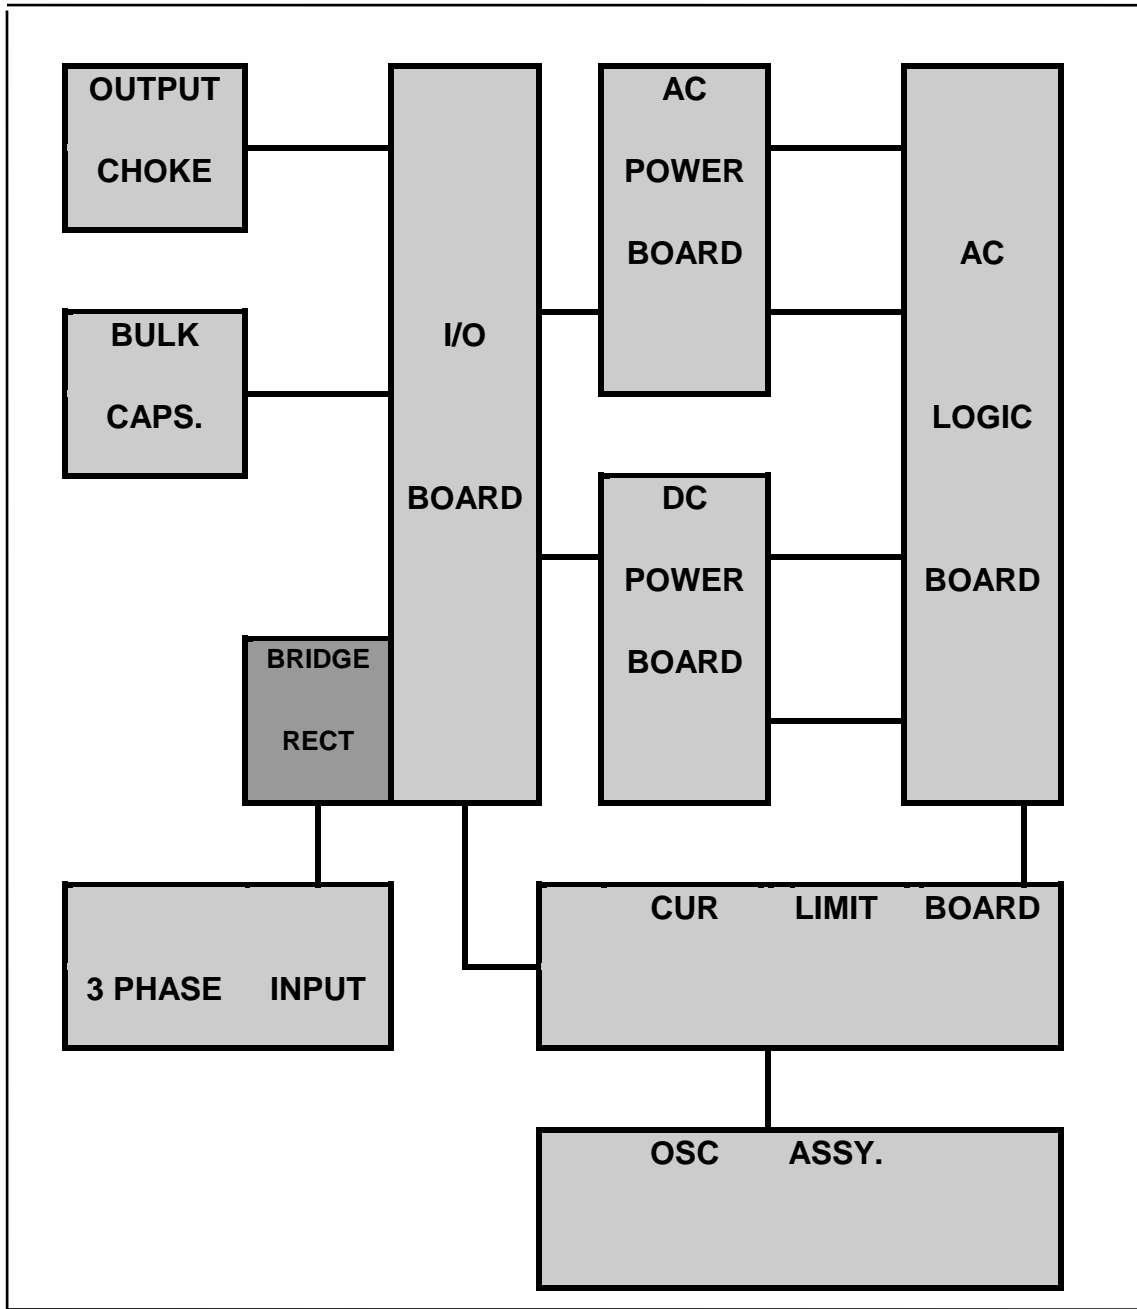 OUTPUT
CHOKE
BULK
CAPS.
I/O
BOARD
BRIDGE
RECT
3 PHASE INPUT
AC
POWER
BOARD
DC
POWER
BOARD
AC
LOGIC
BOARD
CUR LIMIT BOARD
OSC ASSY.